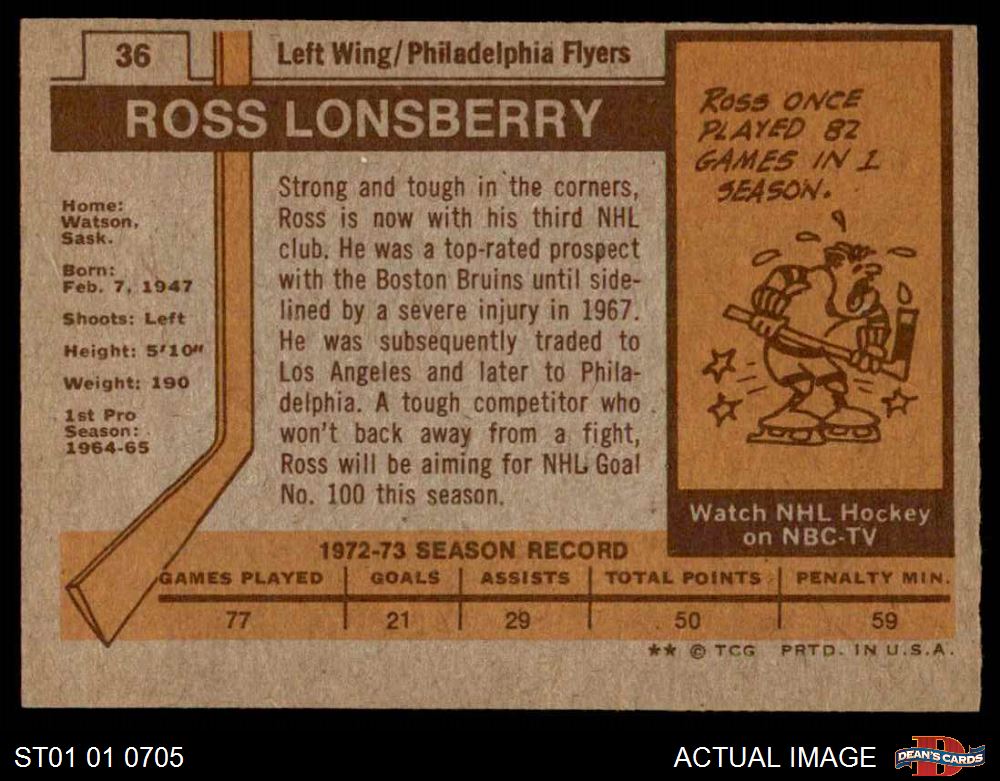 36
Left Wing/Philadelphia Flyers
ROSS LONSBERRY
Home:
Watson,
Sask.
Born:
Feb. 7, 1947
Shoots: Left
Height: 5'10"
Weight: 190
1st Pro
Season:
1964-65
Strong and tough in the corners,
Ross is now with his third NHL
club. He was a top-rated prospect
with the Boston Bruins until side-
lined by a severe injury in 1967.
He was subsequently traded to
Los Angeles and later to Phila-
delphia. A tough competitor who
won't back away from a fight,
Ross will be aiming for NHL Goal
No. 100 this season.
ROSS ONCE
PLAYED 82
GAMES IN 1
SEASON.
Watch NHL Hockey
on NBC-TV
1972-73 SEASON RECORD
GAMES PLAYED GOALS ASSISTS TOTAL POINTS PENALTY MIN.
77 21 29 50 59
** © TCG PRTD. IN U.S.A.
ST01 01 0705
ACTUAL IMAGE
D
DEAN'S CARDS